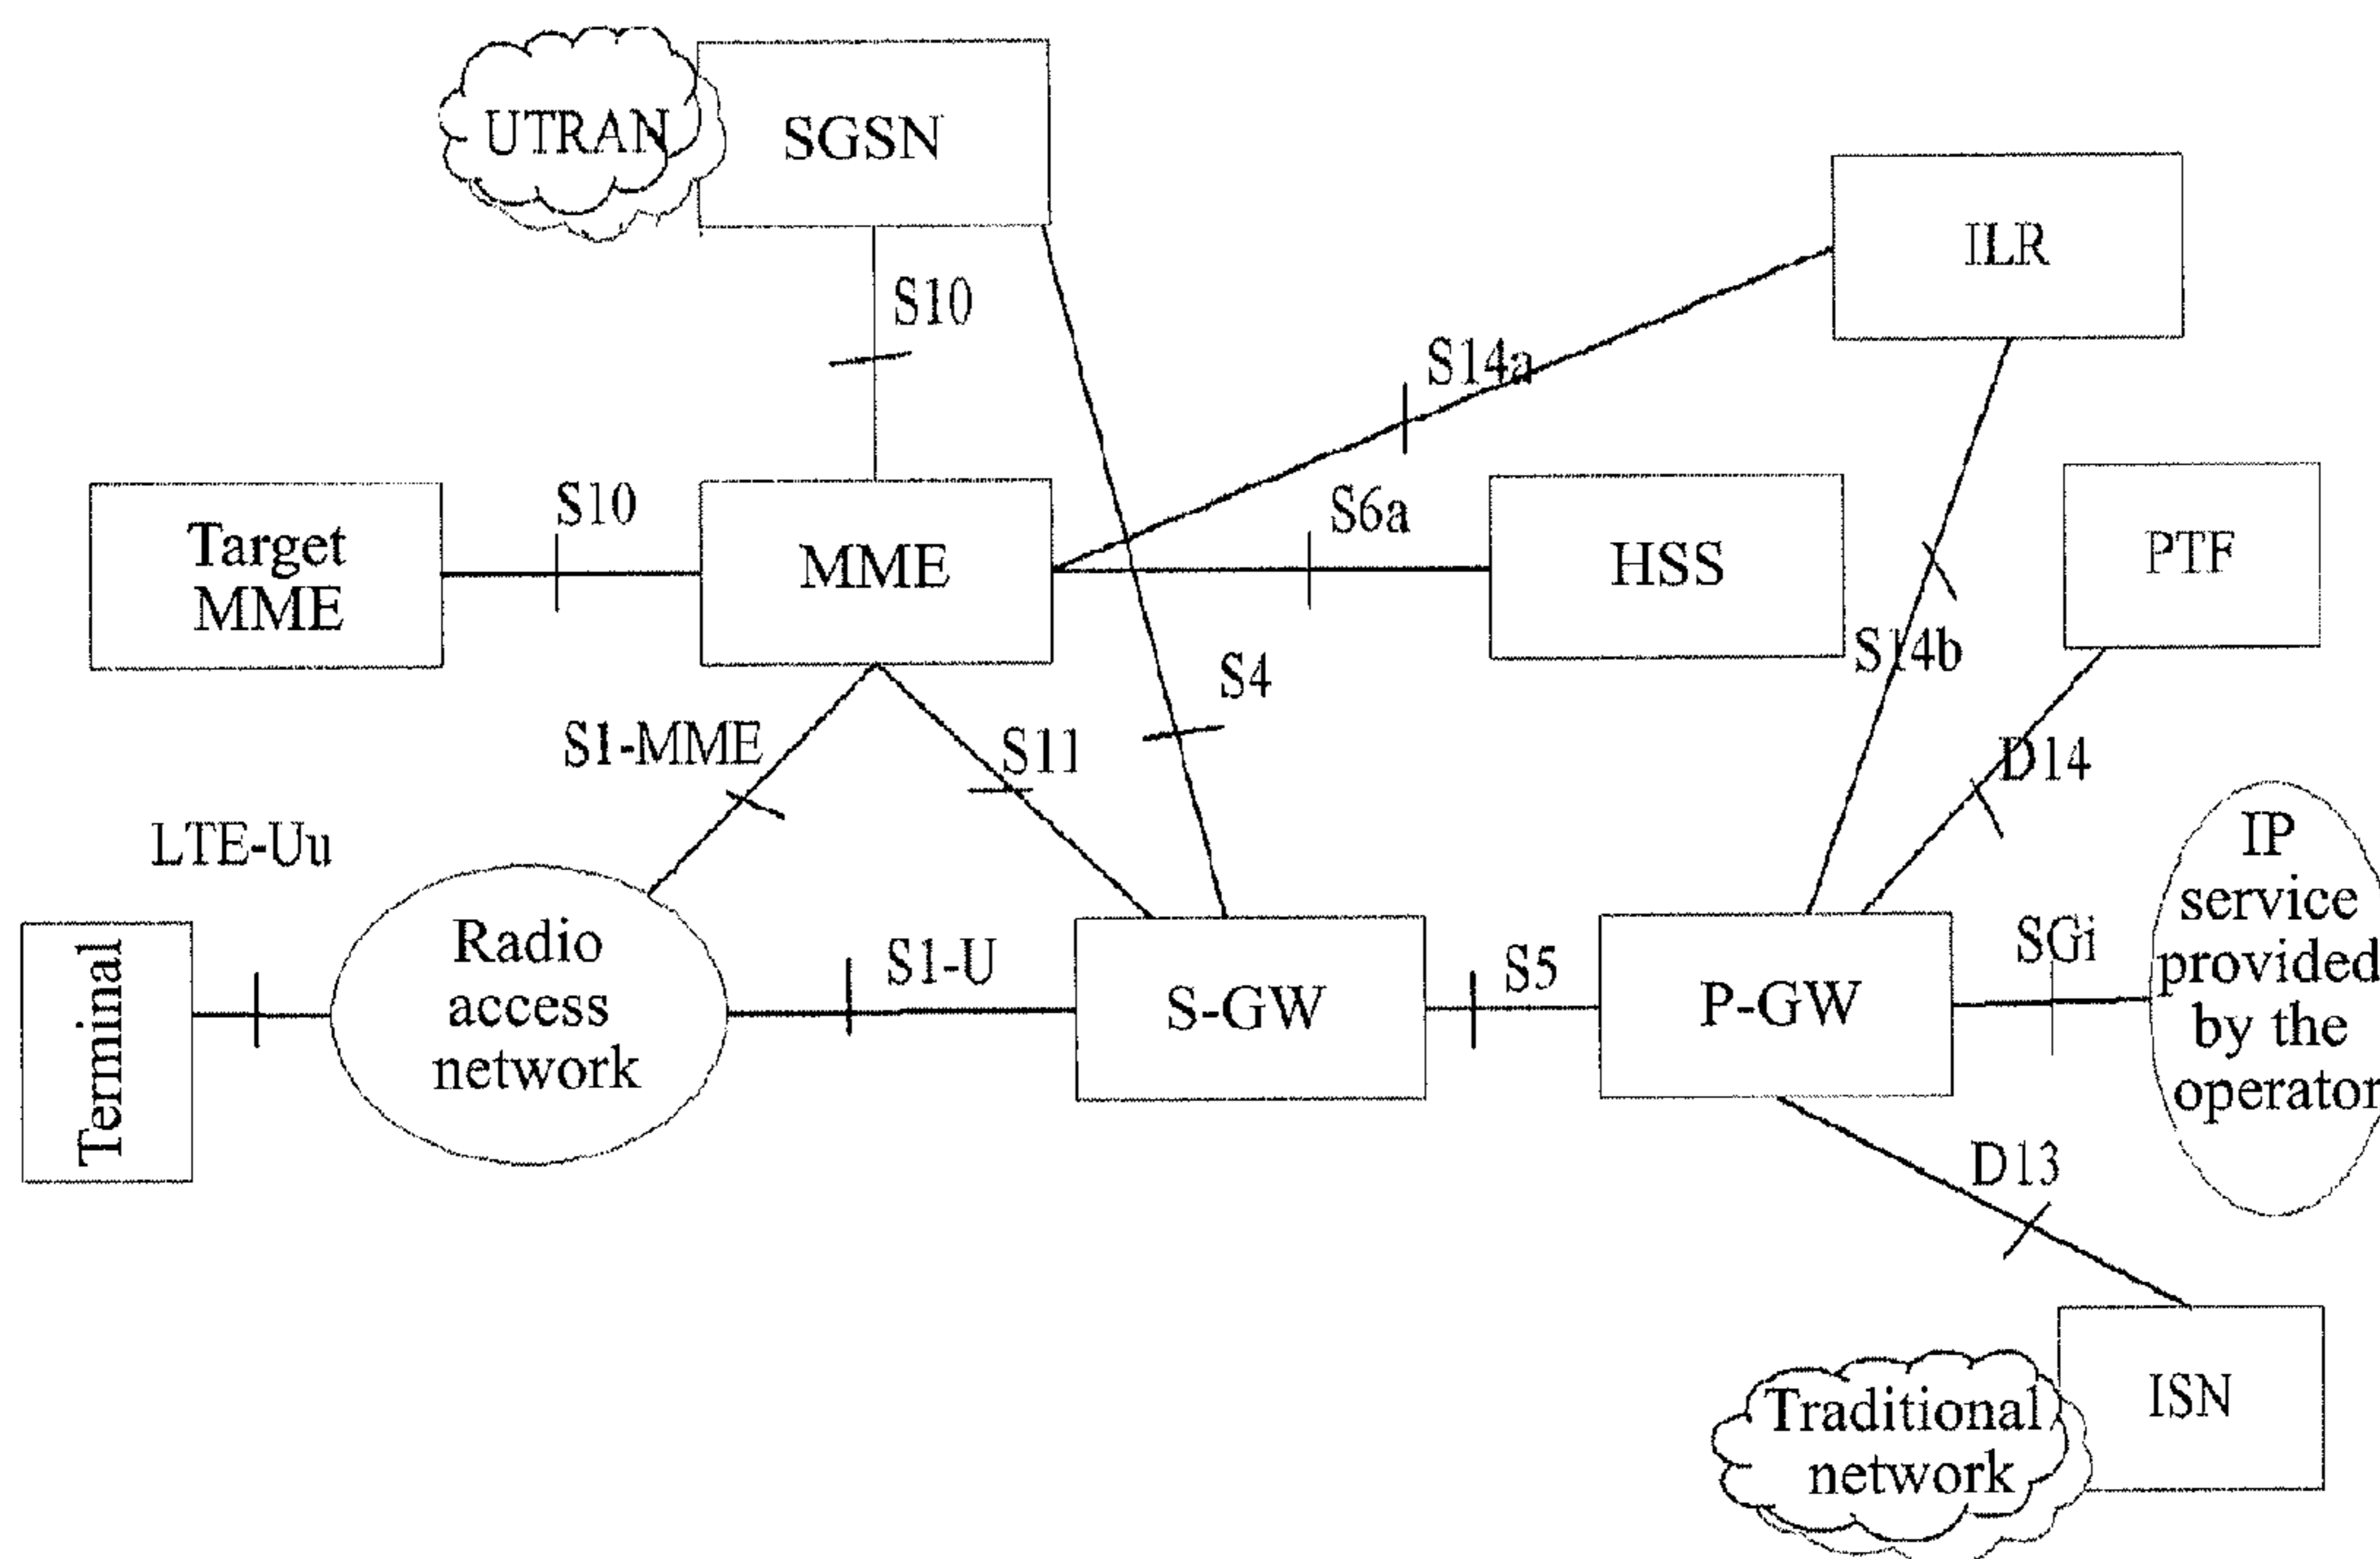 UTRAN
SGSN
ILR
S10
S14a
Target
MME
S10
MME
S6a
HSS
PTF
S14b
S4
S1-MME
S11
D14
LTE-Uu
Terminal
Radio
access
network
S1-U
S-GW
S5
P-GW
SGi
IP
service
provided
by the
operator
D13
ISN
Traditional
network